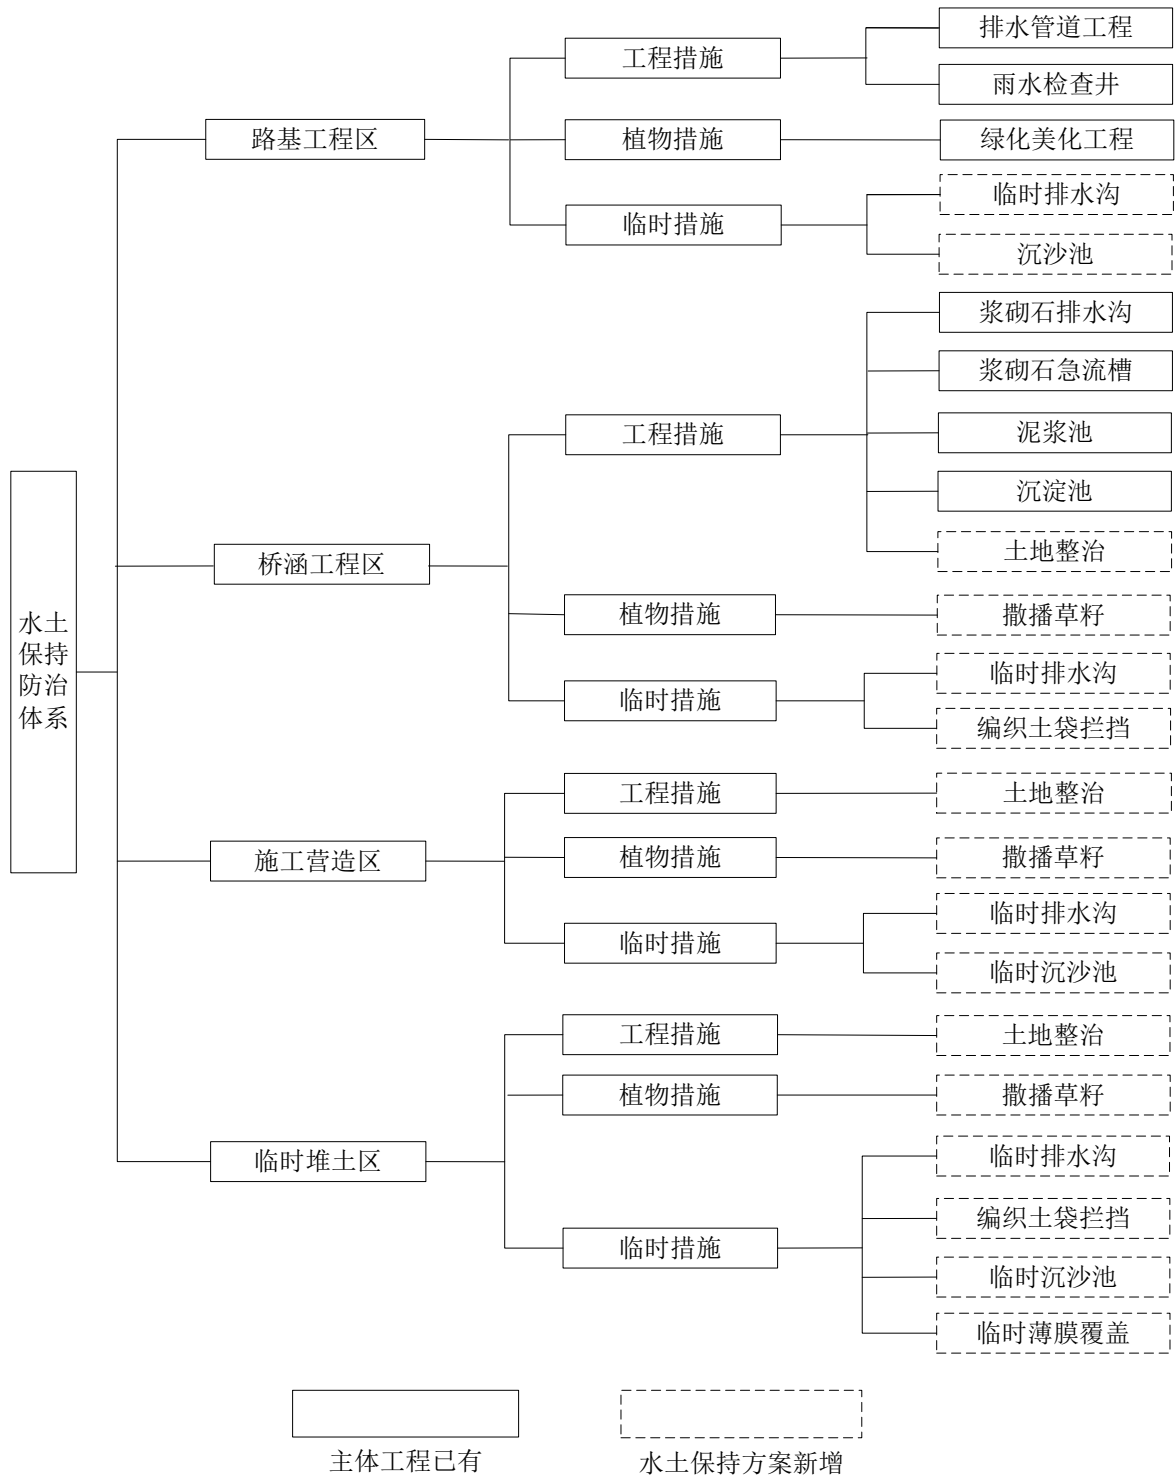 水土
保持
防治
体系
路基工程区
工程措施
排水管道工程
雨水检查井
植物措施
绿化美化工程
临时措施
临时排水沟
沉沙池
桥涵工程区
工程措施
浆砌石排水沟
浆砌石急流槽
泥浆池
沉淀池
土地整治
植物措施
撒播草籽
临时措施
临时排水沟
编织土袋拦挡
施工营造区
工程措施
土地整治
植物措施
撒播草籽
临时措施
临时排水沟
临时沉沙池
临时堆土区
工程措施
土地整治
植物措施
撒播草籽
临时措施
临时排水沟
编织土袋拦挡
临时沉沙池
临时薄膜覆盖
主体工程已有
水土保持方案新增